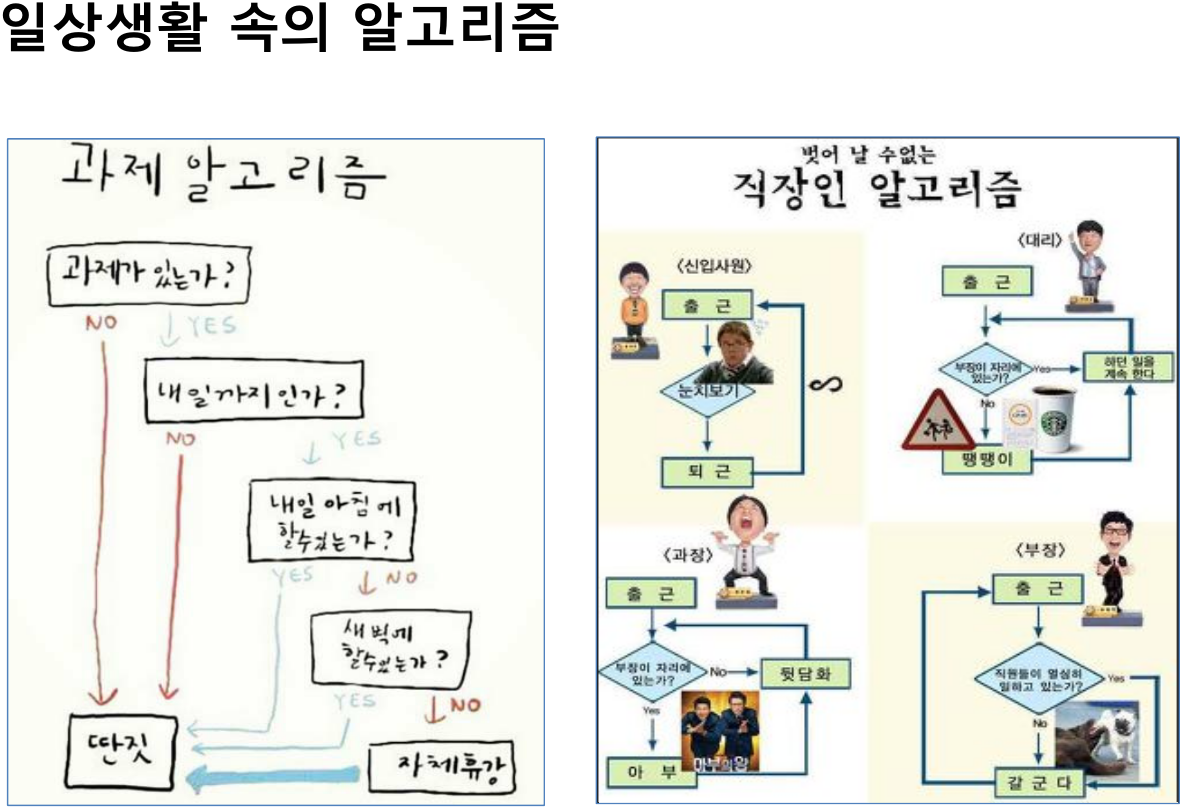 일상생활 속의 알고리즘
과제 알고리즘
과제가 있는가?
NO
YES
내일까지인가?
NO
YES
내일 아침에
할수있는가?
YES
NO
새벽에
할수있는가?
YES
NO
딴짓
자체휴강
벗어 날 수없는
직장인 알고리즘
<신입사원>
출 근
눈치보기
퇴 근
<대리>
출 근
부장이 자리에
있는가?
Yes
하던 일을
계속 한다
No
땡땡이
<과장>
출 근
부장이 자리에
있는가?
No
뒷담화
Yes
아 부
아부의 왕
<부장>
출 근
직원들이 열심히
일하고 있는가?
Yes
No
갈 군 다